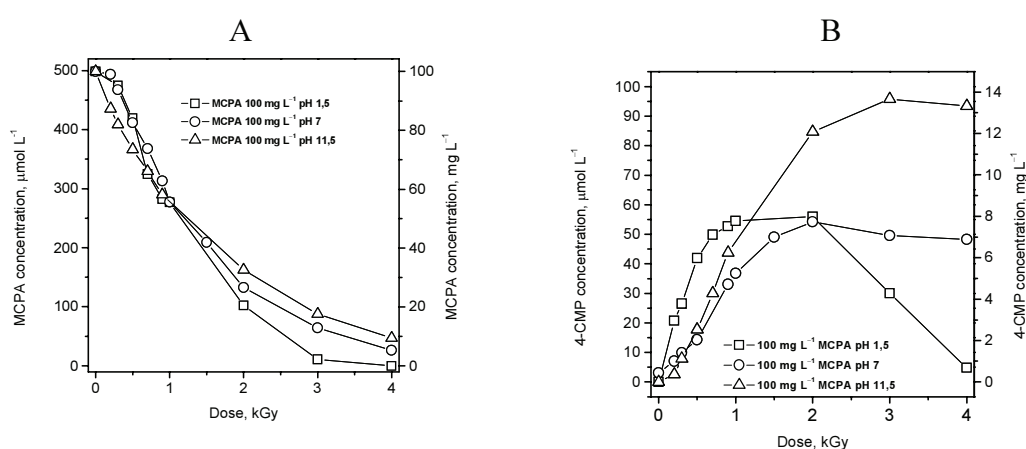 A
MCPA concentration, μmol L⁻¹
500
400
300
200
100
0
MCPA 100 mg L⁻¹ pH 1,5
MCPA 100 mg L⁻¹ pH 7
MCPA 100 mg L⁻¹ pH 11,5
100
80
60
40
20
0
MCPA concentration, mg L⁻¹
0 1 2 3 4
Dose, kGy
B
4-CMP concentration, μmol L⁻¹
100
90
80
70
60
50
40
30
20
10
0
14
12
10
8
6
4
2
0
4-CMP concentration, mg L⁻¹
100 mg L⁻¹ MCPA pH 1,5
100 mg L⁻¹ MCPA pH 7
100 mg L⁻¹ MCPA pH 11,5
0 1 2 3 4
Dose, kGy